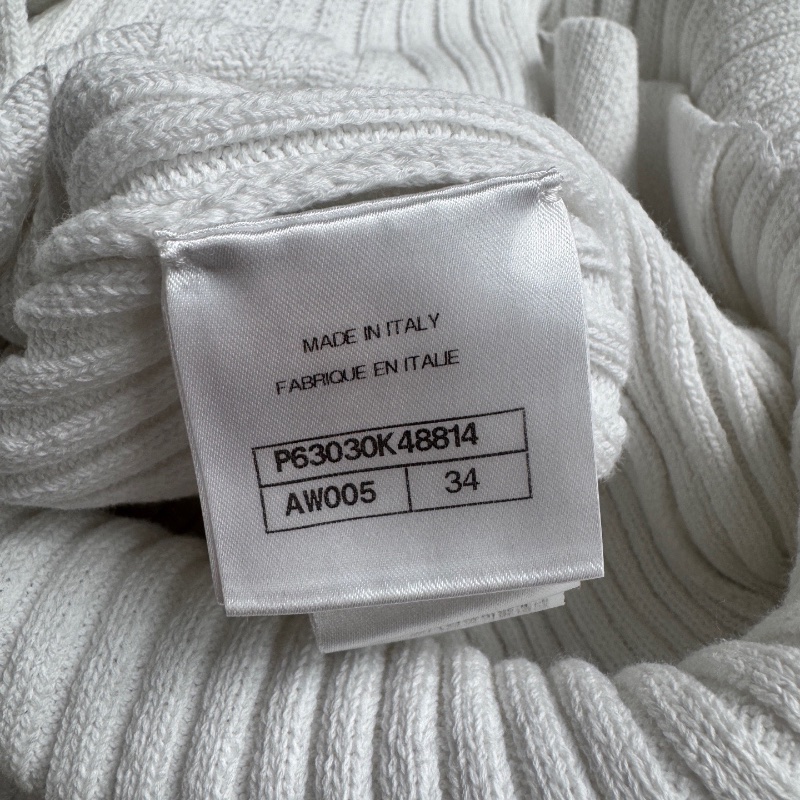 MADE IN ITALY
FABRIQUE EN ITALIE
P63030K48814
AW005 34